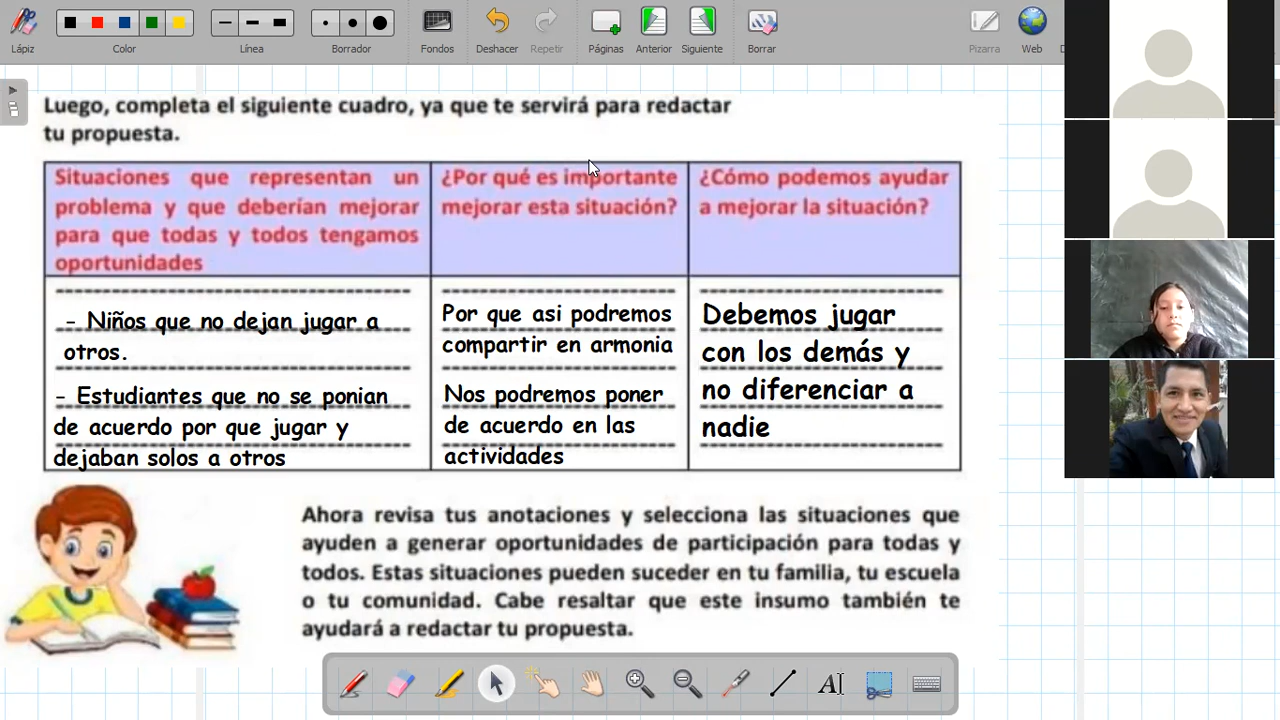 Lápiz
Color
Línea
Borrador
Fondos
Deshacer
Repetir
Páginas
Anterior
Siguiente
Borrar
Pizarra
Web
Luego, completa el siguiente cuadro, ya que te servirá para redactar
tu propuesta.
Situaciones que representan un
problema y que deberían mejorar
para que todas y todos tengamos
oportunidades
¿Por qué es importante
mejorar esta situación?
¿Cómo podemos ayudar
a mejorar la situación?
- Niños que no dejan jugar a
otros.
- Estudiantes que no se ponian
de acuerdo por que jugar y
dejaban solos a otros
Por que asi podremos
compartir en armonia
Nos podremos poner
de acuerdo en las
actividades
Debemos jugar
con los demás y
no diferenciar a
nadie
Ahora revisa tus anotaciones y selecciona las situaciones que
ayuden a generar oportunidades de participación para todas y
todos. Estas situaciones pueden suceder en tu familia, tu escuela
o tu comunidad. Cabe resaltar que este insumo también te
ayudará a redactar tu propuesta.